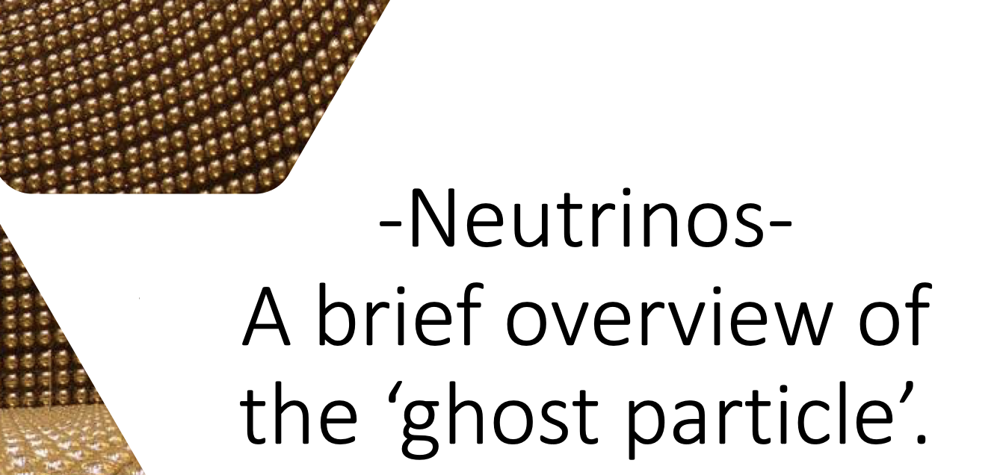 -Neutrinos-
A brief overview of
the ‘ghost particle’.